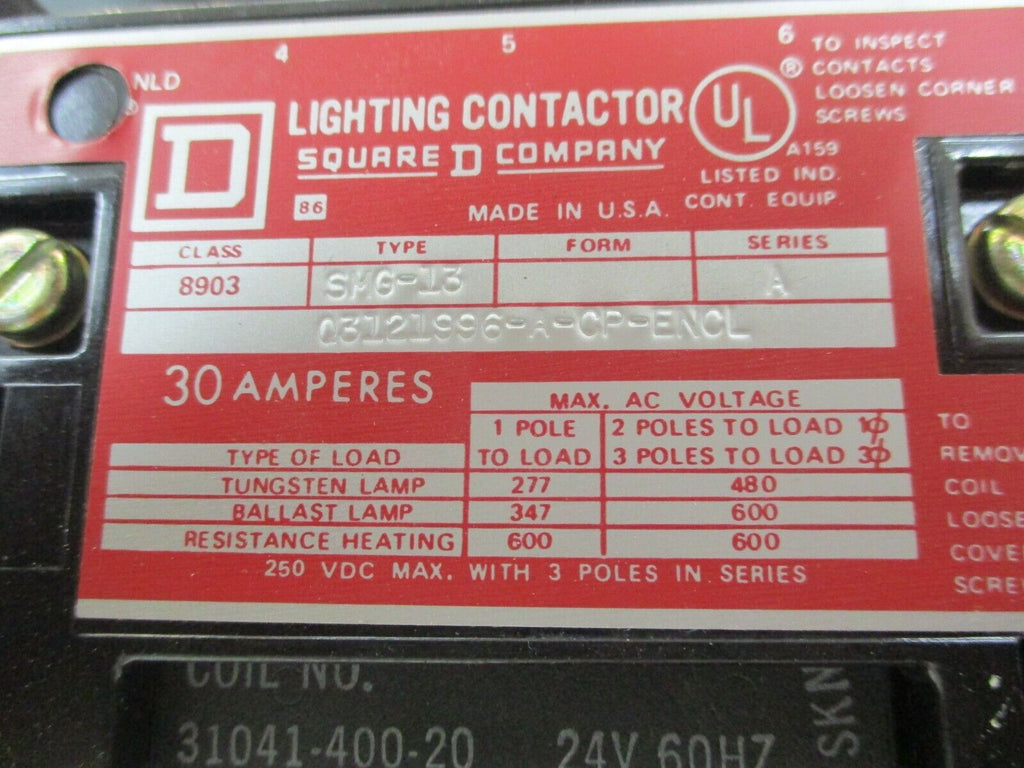 4 5 6
NLD
TO INSPECT
® CONTACTS
LOOSEN CORNER
SCREWS
®
D
LIGHTING CONTACTOR
SQUARE D COMPANY
UL
A159
LISTED IND.
CONT. EQUIP.
86
MADE IN U.S.A.
CLASS TYPE FORM SERIES
8903 SMG-13 A
Q3121996-A-CP-ENCL
30 AMPERES
MAX. AC VOLTAGE
1 POLE 2 POLES TO LOAD 1ϕ
TYPE OF LOAD TO LOAD 3 POLES TO LOAD 3ϕ
TUNGSTEN LAMP 277 480
BALLAST LAMP 347 600
RESISTANCE HEATING 600 600
250 VDC MAX. WITH 3 POLES IN SERIES
TO
REMOV
COIL
LOOSE
COVE
SCRE
COIL NO.
31041-400-20 24V 60HZ
SKN